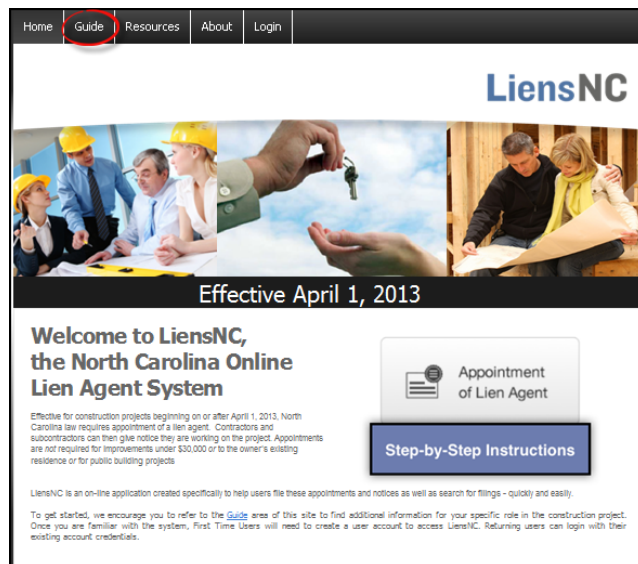 Home Guide Resources About Login
LiensNC
Effective April 1, 2013
Welcome to LiensNC,
the North Carolina Online
Lien Agent System
Appointment
of Lien Agent
Step-by-Step Instructions
Effective for construction projects beginning on or after April 1, 2013, North
Carolina law requires appointment of a lien agent. Contractors and
subcontractors can then give notice they are working on the project. Appointments
are not required for improvements under $30,000 or to the owner's existing
residence or for public building projects
LiensNC is an on-line application created specifically to help users file these appointments and notices as well as search for filings - quickly and easily.
To get started, we encourage you to refer to the Guide area of this site to find additional information for your specific role in the construction project.
Once you are familiar with the system, First Time Users will need to create a user account to access LiensNC. Returning users can login with their
existing account credentials.